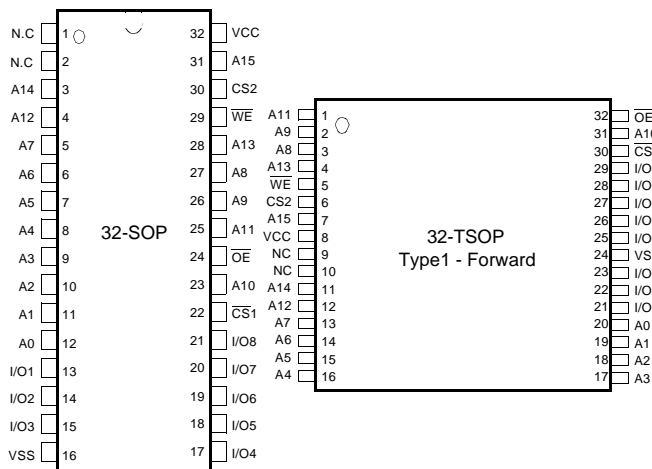 N.C 1
N.C 2
A14 3
A12 4
A7 5
A6 6
A5 7
A4 8
A3 9
A2 10
A1 11
A0 12
I/O1 13
I/O2 14
I/O3 15
VSS 16
32-SOP
32 VCC
31 A15
30 CS2
29 W̅E̅
28 A13
27 A8
26 A9
25 A11
24 O̅E̅
23 A10
22 C̅S̅1
21 I/O8
20 I/O7
19 I/O6
18 I/O5
17 I/O4
A11 1
A9 2
A8 3
A13 4
W̅E̅ 5
CS2 6
A15 7
VCC 8
NC 9
NC 10
A14 11
A12 12
A7 13
A6 14
A5 15
A4 16
32-TSOP
Type1 - Forward
32 O̅E̅
31 A10
30 C̅S̅
29 I/O
28 I/O
27 I/O
26 I/O
25 I/O
24 VS
23 I/O
22 I/O
21 I/O
20 A0
19 A1
18 A2
17 A3